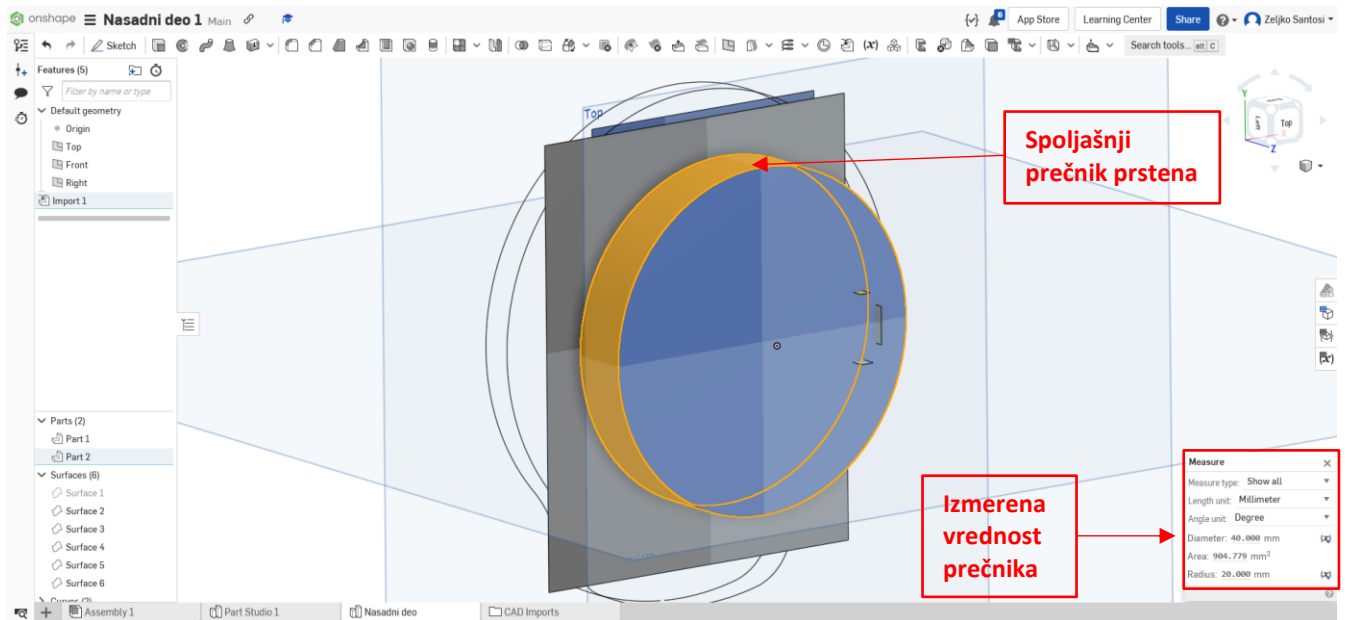 onshape Nasadni deo 1 Main
6 App Store Learning Center Share Zeljko Santosi
Sketch Search tools... alt C
Features (5)
Filter by name or type
Default geometry
Origin
Top
Front
Right
Import 1
Top
Spoljašnji
prečnik prstena
Y
Left
Top
X
Z
Parts (2)
Part 1
Part 2
Surfaces (6)
Surface 1
Surface 2
Surface 3
Surface 4
Surface 5
Surface 6
Curves (2)
Izmerena
vrednost
prečnika
Measure
Measure type: Show all
Length unit: Millimeter
Angle unit: Degree
Diameter: 40.000 mm (x)
Area: 904.779 mm²
Radius: 20.000 mm (x)
Assembly 1 Part Studio 1 Nasadni deo CAD Imports